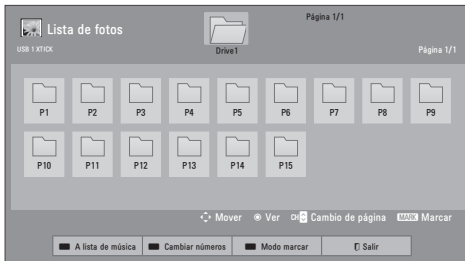 Página 1/1
Lista de fotos
USB 1 XTICK
Drive1
Página 1/1
P1 P2 P3 P4 P5 P6 P7 P8 P9
P10 P11 P12 P13 P14 P15
Mover Ver CH Cambio de página MARK Marcar
A lista de música Cambiar números Modo marcar Salir